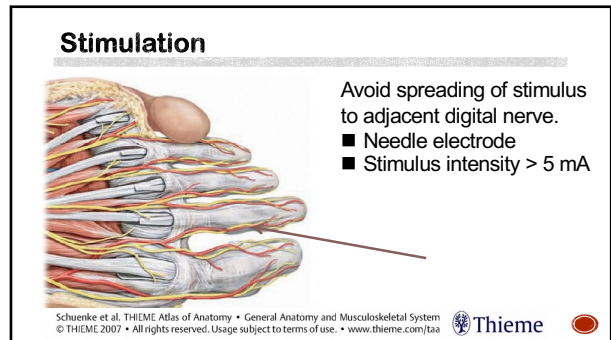 Stimulation
Avoid spreading of stimulus
to adjacent digital nerve.
■ Needle electrode
■ Stimulus intensity > 5 mA
Schuenke et al. THIEME Atlas of Anatomy • General Anatomy and Musculoskeletal System
© THIEME 2007 • All rights reserved. Usage subject to terms of use. • www.thieme.com/taa
Thieme